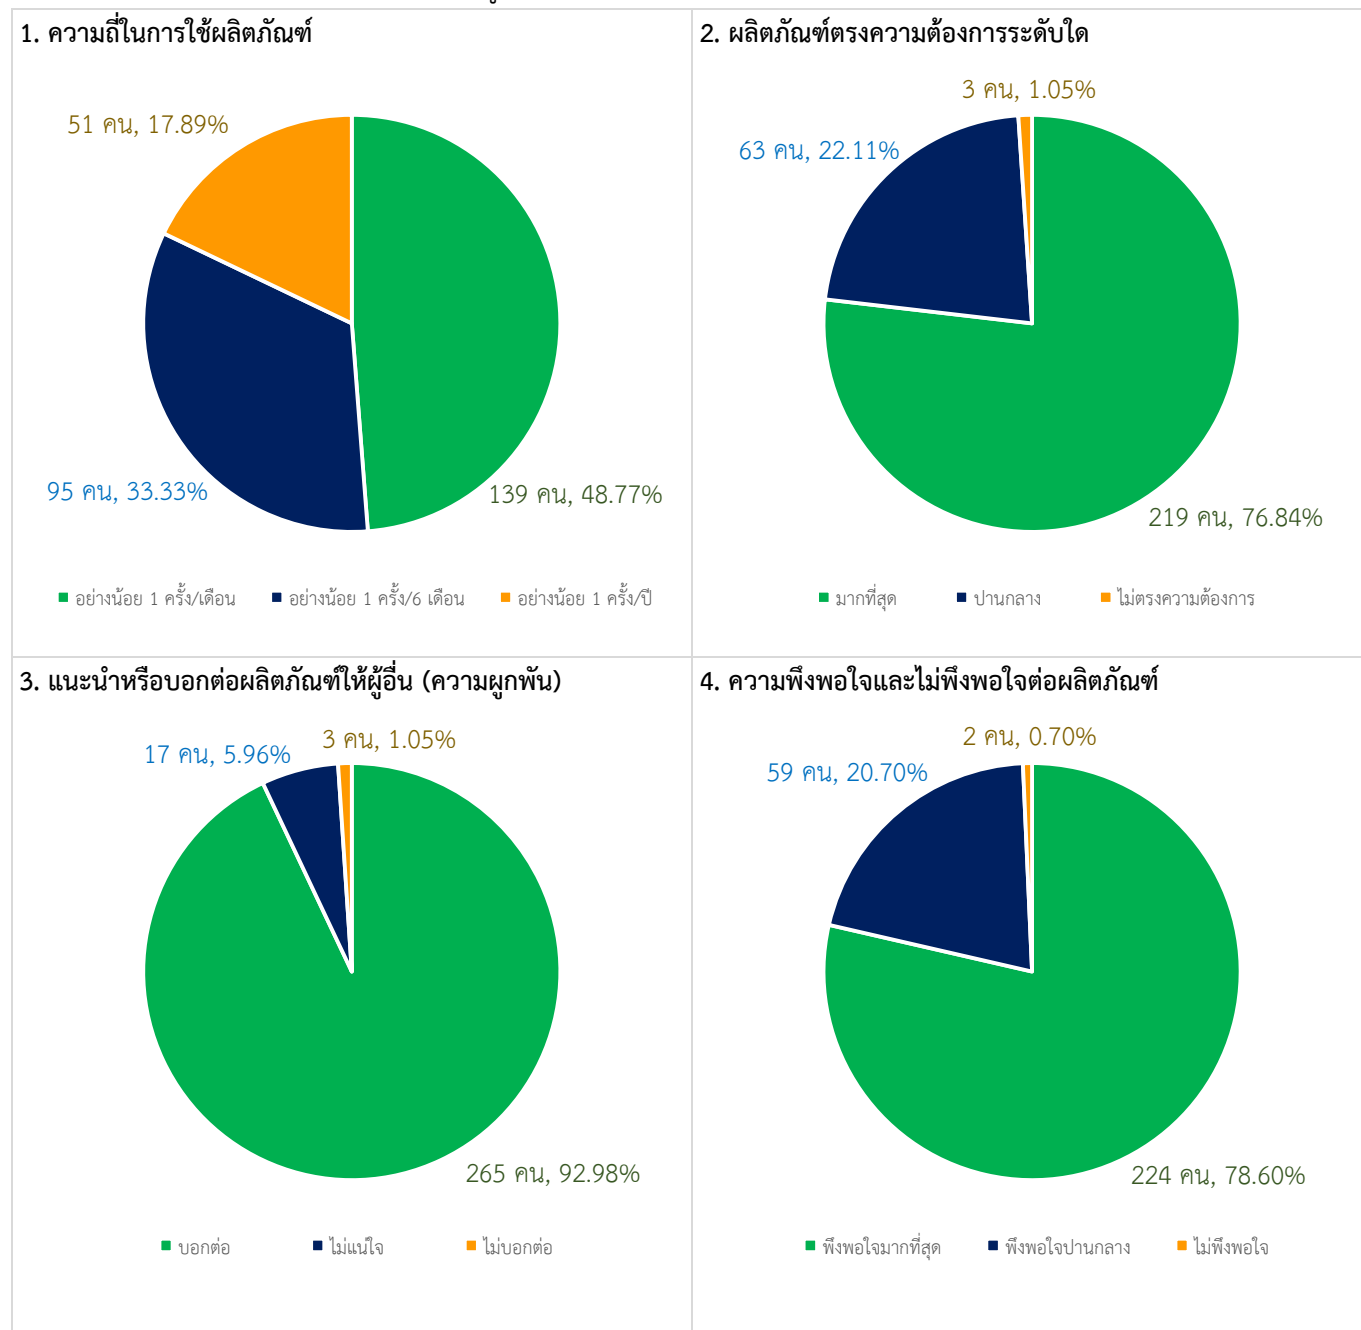 1. ความถี่ในการใช้ผลิตภัณฑ์
51 คน, 17.89%
95 คน, 33.33%
139 คน, 48.77%
อย่างน้อย 1 ครั้ง/เดือน อย่างน้อย 1 ครั้ง/6 เดือน อย่างน้อย 1 ครั้ง/ปี
2. ผลิตภัณฑ์ตรงความต้องการระดับใด
3 คน, 1.05%
63 คน, 22.11%
219 คน, 76.84%
มากที่สุด ปานกลาง ไม่ตรงความต้องการ
3. แนะนำหรือบอกต่อผลิตภัณฑ์ให้ผู้อื่น (ความผูกพัน)
3 คน, 1.05%
17 คน, 5.96%
265 คน, 92.98%
บอกต่อ ไม่แน่ใจ ไม่บอกต่อ
4. ความพึงพอใจและไม่พึงพอใจต่อผลิตภัณฑ์
2 คน, 0.70%
59 คน, 20.70%
224 คน, 78.60%
พึงพอใจมากที่สุด พึงพอใจปานกลาง ไม่พึงพอใจ